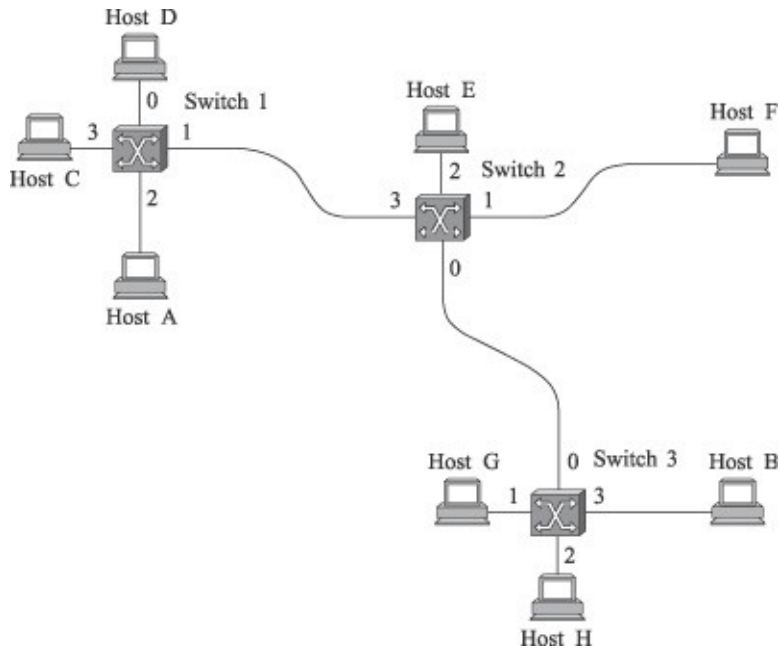 Host D
0 Switch 1
3 1
Host C
2
Host A
Host E
Host F
2 Switch 2
3 1
0
0 Switch 3
Host G
Host B
1 3
2
Host H